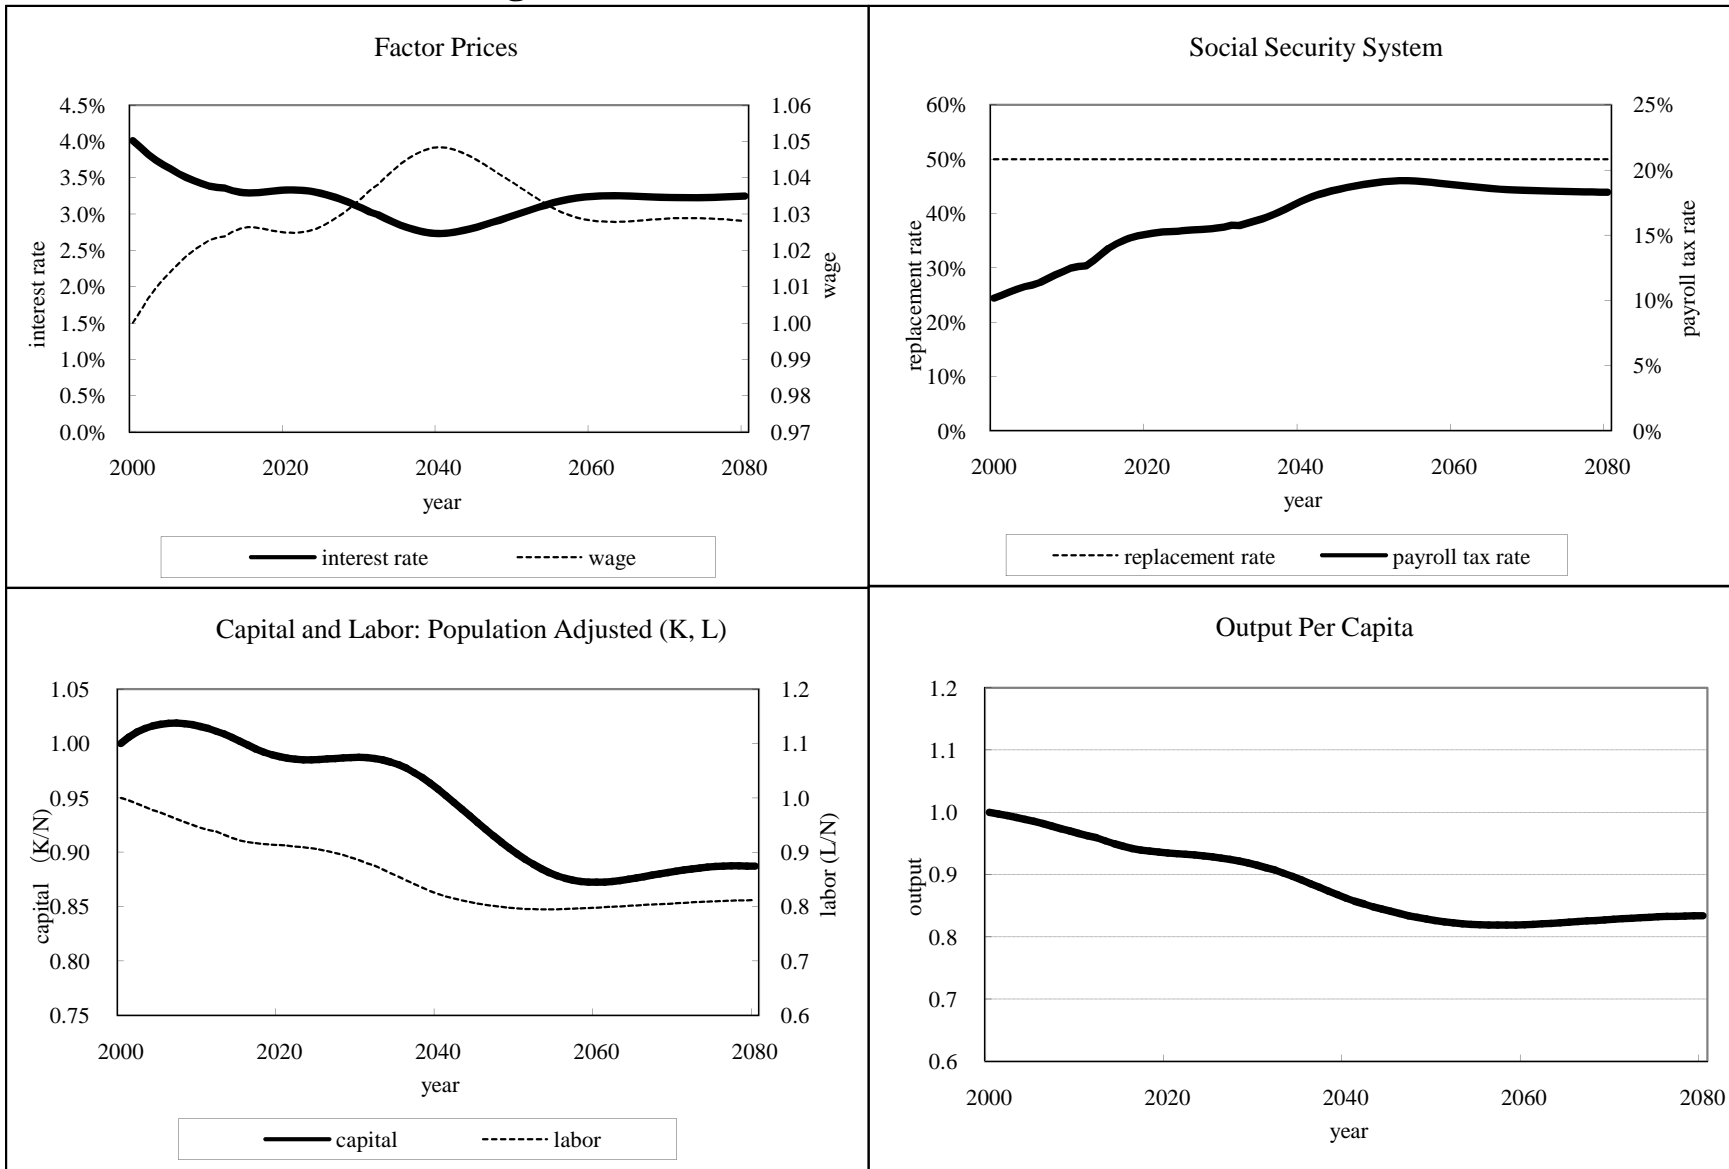 g
Factor Prices
4.5%
4.0%
3.5%
3.0%
2.5%
2.0%
1.5%
1.0%
0.5%
0.0%
interest rate
1.06
1.05
1.04
1.03
1.02
1.01
1.00
0.99
0.98
0.97
wage
2000 2020 2040 2060 2080
year
interest rate wage
Social Security System
60%
50%
40%
30%
20%
10%
0%
replacement rate
25%
20%
15%
10%
5%
0%
payroll tax rate
2000 2020 2040 2060 2080
year
replacement rate payroll tax rate
Capital and Labor: Population Adjusted (K, L)
1.05
1.00
0.95
0.90
0.85
0.80
0.75
capital (K/N)
1.2
1.1
1.0
0.9
0.8
0.7
0.6
labor (L/N)
2000 2020 2040 2060 2080
year
capital labor
Output Per Capita
1.2
1.1
1.0
0.9
0.8
0.7
0.6
output
2000 2020 2040 2060 2080
year